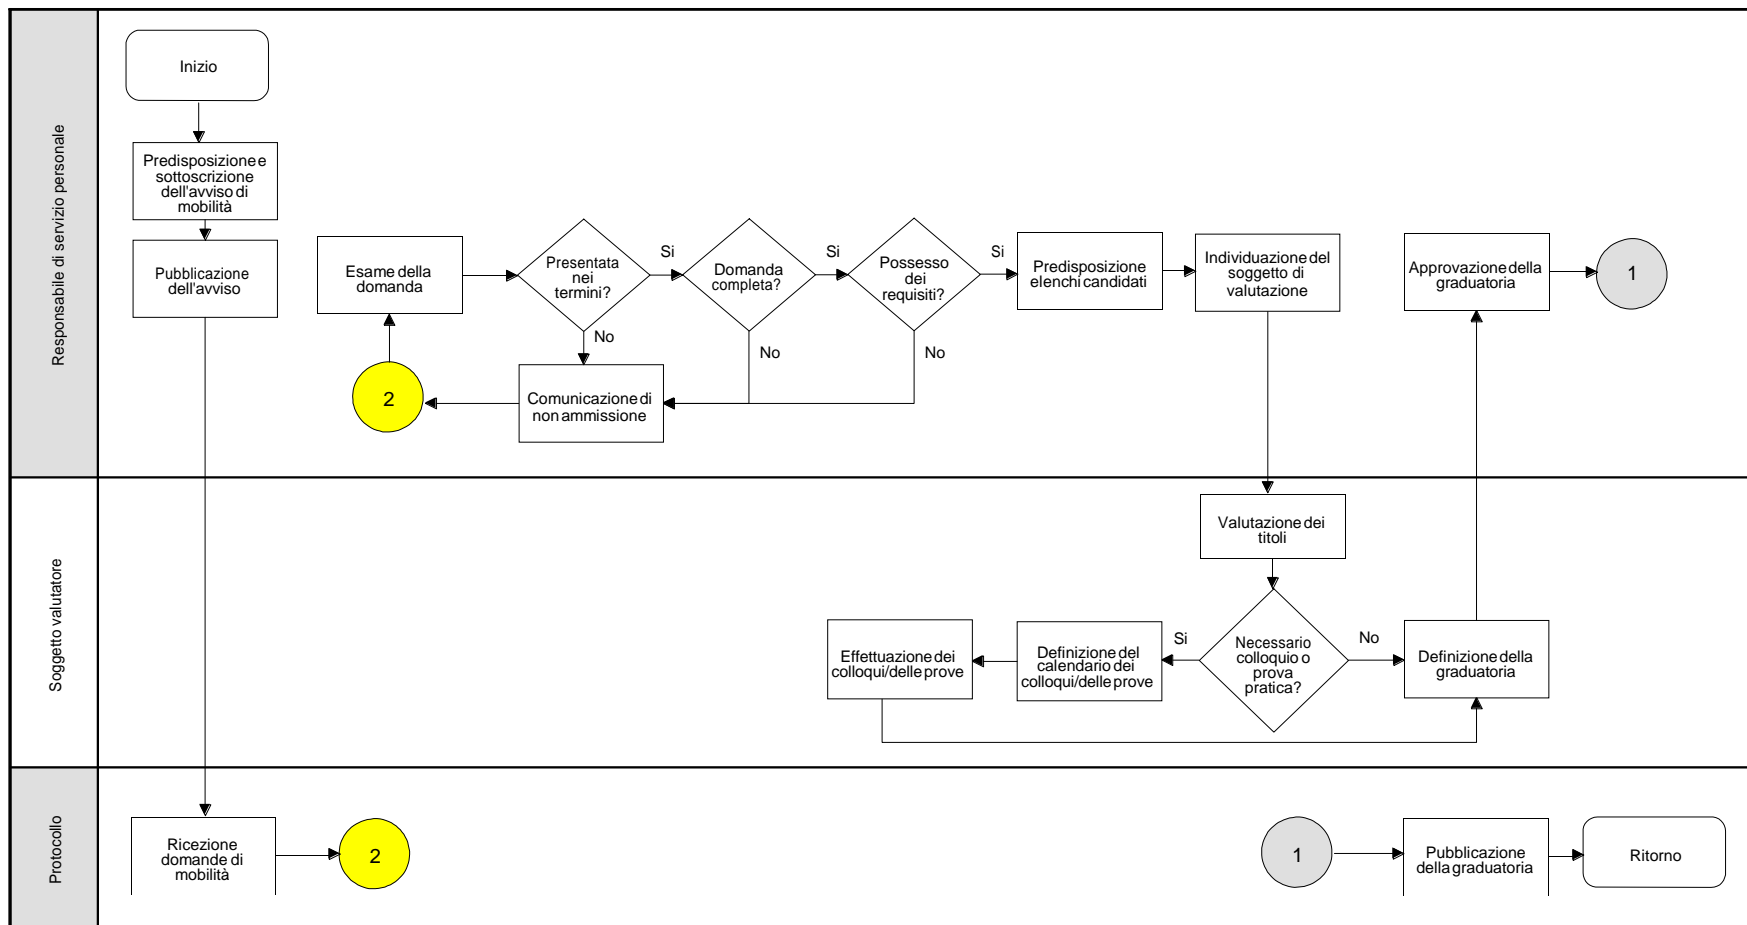 Responsabile di servizio personale
Inizio
Predisposizione e
sottoscrizione
dell'avviso di
mobilità
Pubblicazione
dell'avviso
Esame della
domanda
Presentata
nei
termini?
Si
No
Domanda
completa?
Si
No
Possesso
dei
requisiti?
Si
No
Predisposizione
elenchi candidati
Individuazione del
soggetto di
valutazione
Approvazione della
graduatoria
1
2
Comunicazione di
non ammissione
Soggetto valutatore
Valutazione dei
titoli
Necessario
colloquio o
prova
pratica?
Si
No
Definizione del
calendario dei
colloqui/delle prove
Effettuazione dei
colloqui/delle prove
Definizione della
graduatoria
Protocollo
Ricezione
domande di
mobilità
2
1
Pubblicazione
della graduatoria
Ritorno